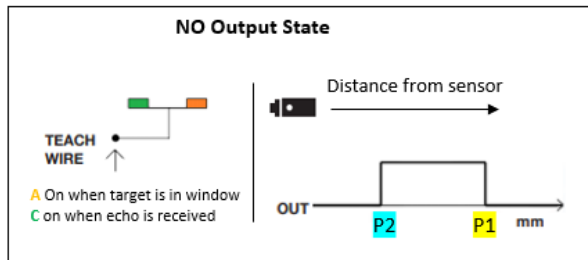 NO Output State
TEACH
WIRE
A On when target is in window
C on when echo is received
Distance from sensor
OUT
P2
P1
mm